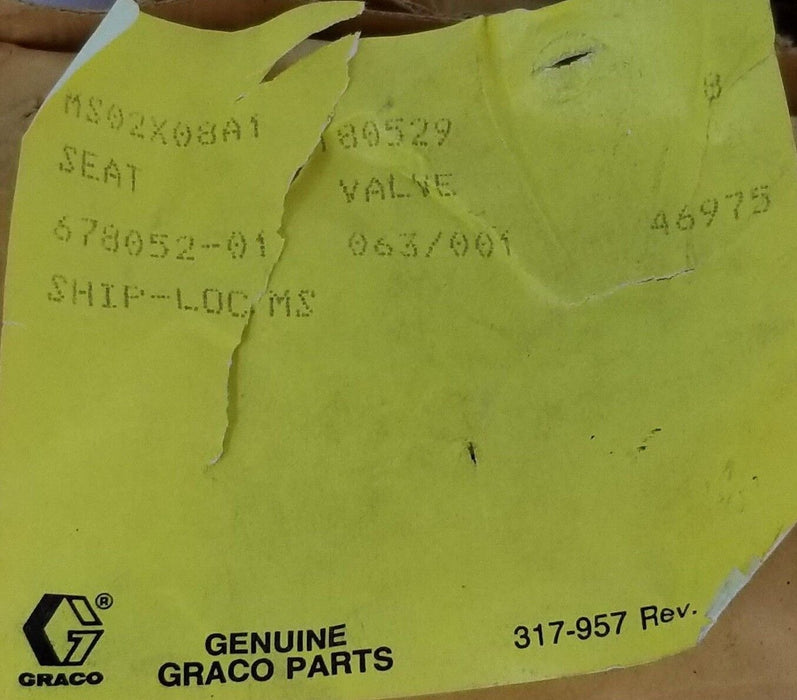 MS02X08A1 180529 8
SEAT VALVE
678052-01 063/001 46975
SHIP-LOC MS
GRACO®
GENUINE
GRACO PARTS
317-957 Rev.